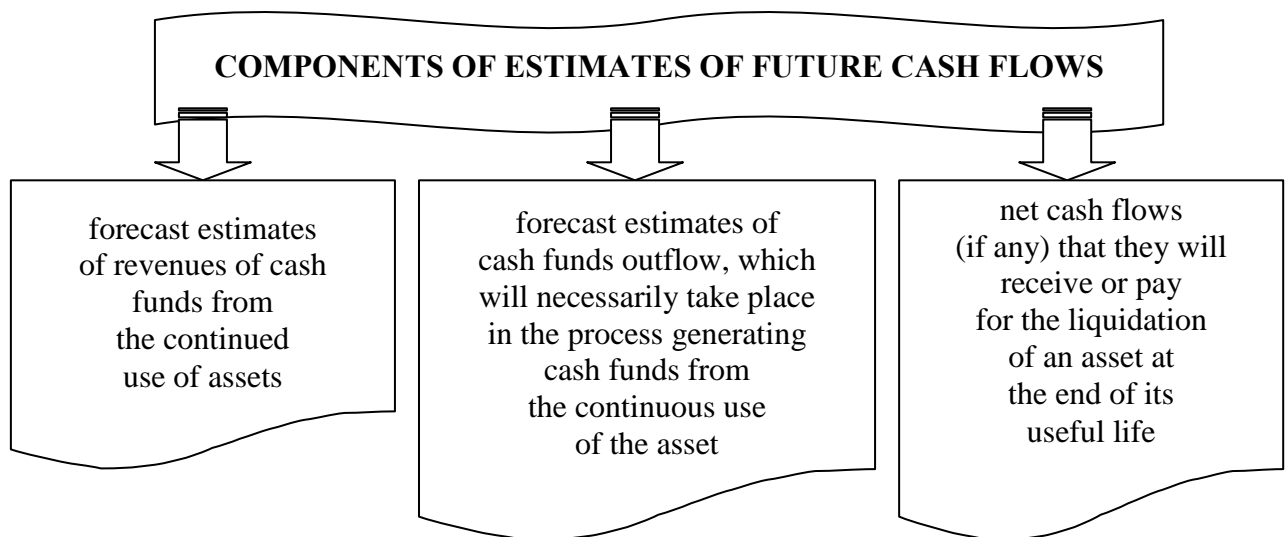 COMPONENTS OF ESTIMATES OF FUTURE CASH FLOWS
forecast estimates
of revenues of cash
funds from
the continued
use of assets
forecast estimates of
cash funds outflow, which
will necessarily take place
in the process generating
cash funds from
the continuous use
of the asset
net cash flows
(if any) that they will
receive or pay
for the liquidation
of an asset at
the end of its
useful life